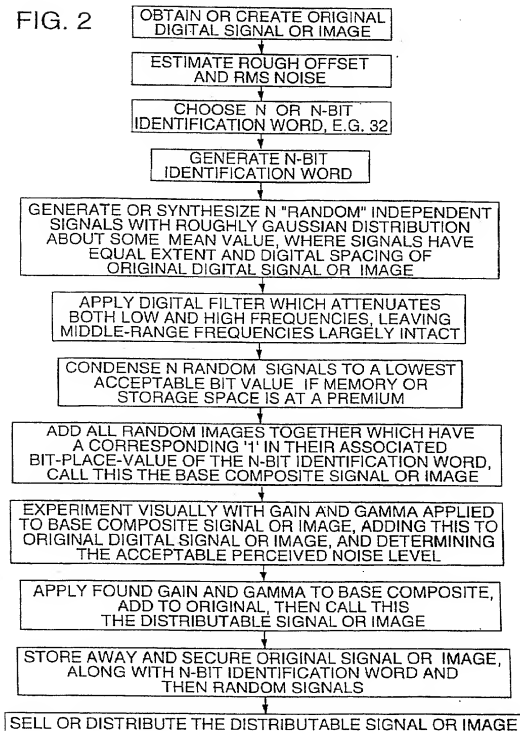 FIG. 2
OBTAIN OR CREATE ORIGINAL
DIGITAL SIGNAL OR IMAGE
ESTIMATE ROUGH OFFSET
AND RMS NOISE
CHOOSE N OR N-BIT
IDENTIFICATION WORD, E.G. 32
GENERATE N-BIT
IDENTIFICATION WORD
GENERATE OR SYNTHESIZE N "RANDOM" INDEPENDENT
SIGNALS WITH ROUGHLY GAUSSIAN DISTRIBUTION
ABOUT SOME MEAN VALUE, WHERE SIGNALS HAVE
EQUAL EXTENT AND DIGITAL SPACING OF
ORIGINAL DIGITAL SIGNAL OR IMAGE
APPLY DIGITAL FILTER WHICH ATTENUATES
BOTH LOW AND HIGH FREQUENCIES, LEAVING
MIDDLE-RANGE FREQUENCIES LARGELY INTACT
CONDENSE N RANDOM SIGNALS TO A LOWEST
ACCEPTABLE BIT VALUE IF MEMORY OR
STORAGE SPACE IS AT A PREMIUM
ADD ALL RANDOM IMAGES TOGETHER WHICH HAVE
A CORRESPONDING '1' IN THEIR ASSOCIATED
BIT-PLACE-VALUE OF THE N-BIT IDENTIFICATION WORD,
CALL THIS THE BASE COMPOSITE SIGNAL OR IMAGE
EXPERIMENT VISUALLY WITH GAIN AND GAMMA APPLIED
TO BASE COMPOSITE SIGNAL OR IMAGE, ADDING THIS TO
ORIGINAL DIGITAL SIGNAL OR IMAGE, AND DETERMINING
THE ACCEPTABLE PERCEIVED NOISE LEVEL
APPLY FOUND GAIN AND GAMMA TO BASE COMPOSITE,
ADD TO ORIGINAL, THEN CALL THIS
THE DISTRIBUTABLE SIGNAL OR IMAGE
STORE AWAY AND SECURE ORIGINAL SIGNAL OR IMAGE,
ALONG WITH N-BIT IDENTIFICATION WORD AND
THEN RANDOM SIGNALS
SELL OR DISTRIBUTE THE DISTRIBUTABLE SIGNAL OR IMAGE